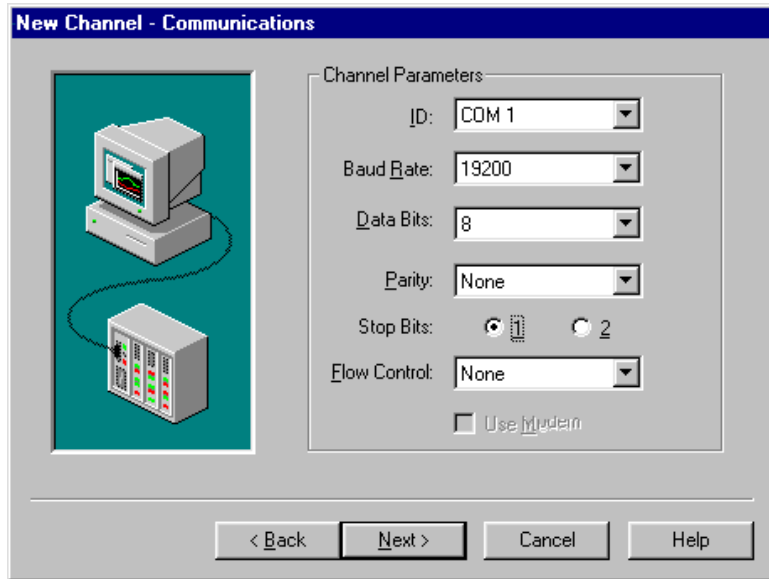 New Channel - Communications
Channel Parameters
ID: COM 1
Baud Rate: 19200
Data Bits: 8
Parity: None
Stop Bits: 1 2
Flow Control: None
Use Modem
< Back Next > Cancel Help